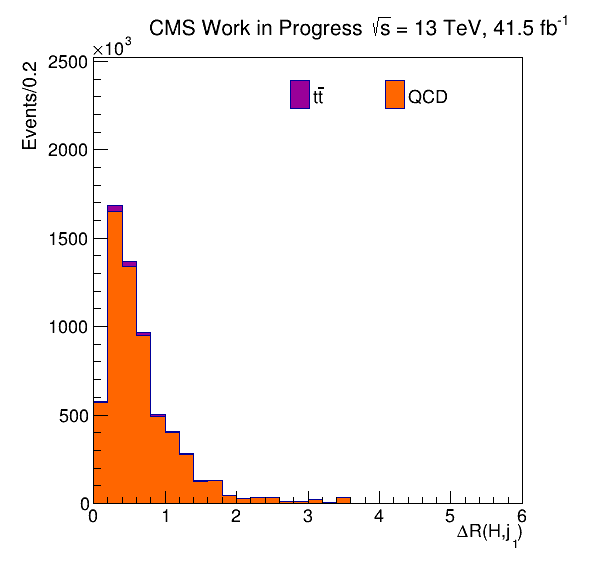 CMS Work in Progress √s = 13 TeV, 41.5 fb⁻¹
×10³
Events/0.2
2500
2000
1500
1000
500
0
tt̄
QCD
0 1 2 3 4 5 6
ΔR(H,j₁)